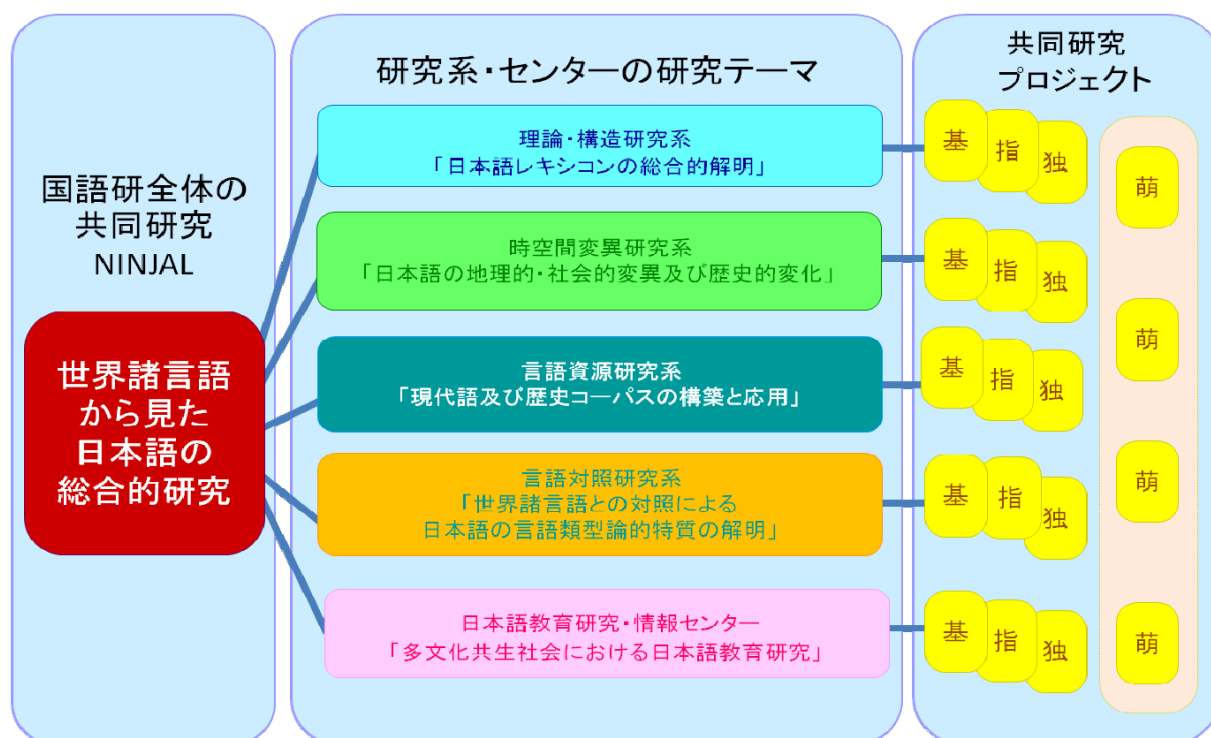 国語研全体の
共同研究
NINJAL
世界諸言語
から見た
日本語の
総合的研究
研究系・センターの研究テーマ
理論・構造研究系
「日本語レキシコンの総合的解明」
時空間変異研究系
「日本語の地理的・社会的変異及び歴史的変化」
言語資源研究系
「現代語及び歴史コーパスの構築と応用」
言語対照研究系
「世界諸言語との対照による
日本語の言語類型論的特質の解明」
日本語教育研究・情報センター
「多文化共生社会における日本語教育研究」
共同研究
プロジェクト
基
指
独
基
指
独
基
指
独
基
指
独
基
指
独
萌
萌
萌
萌